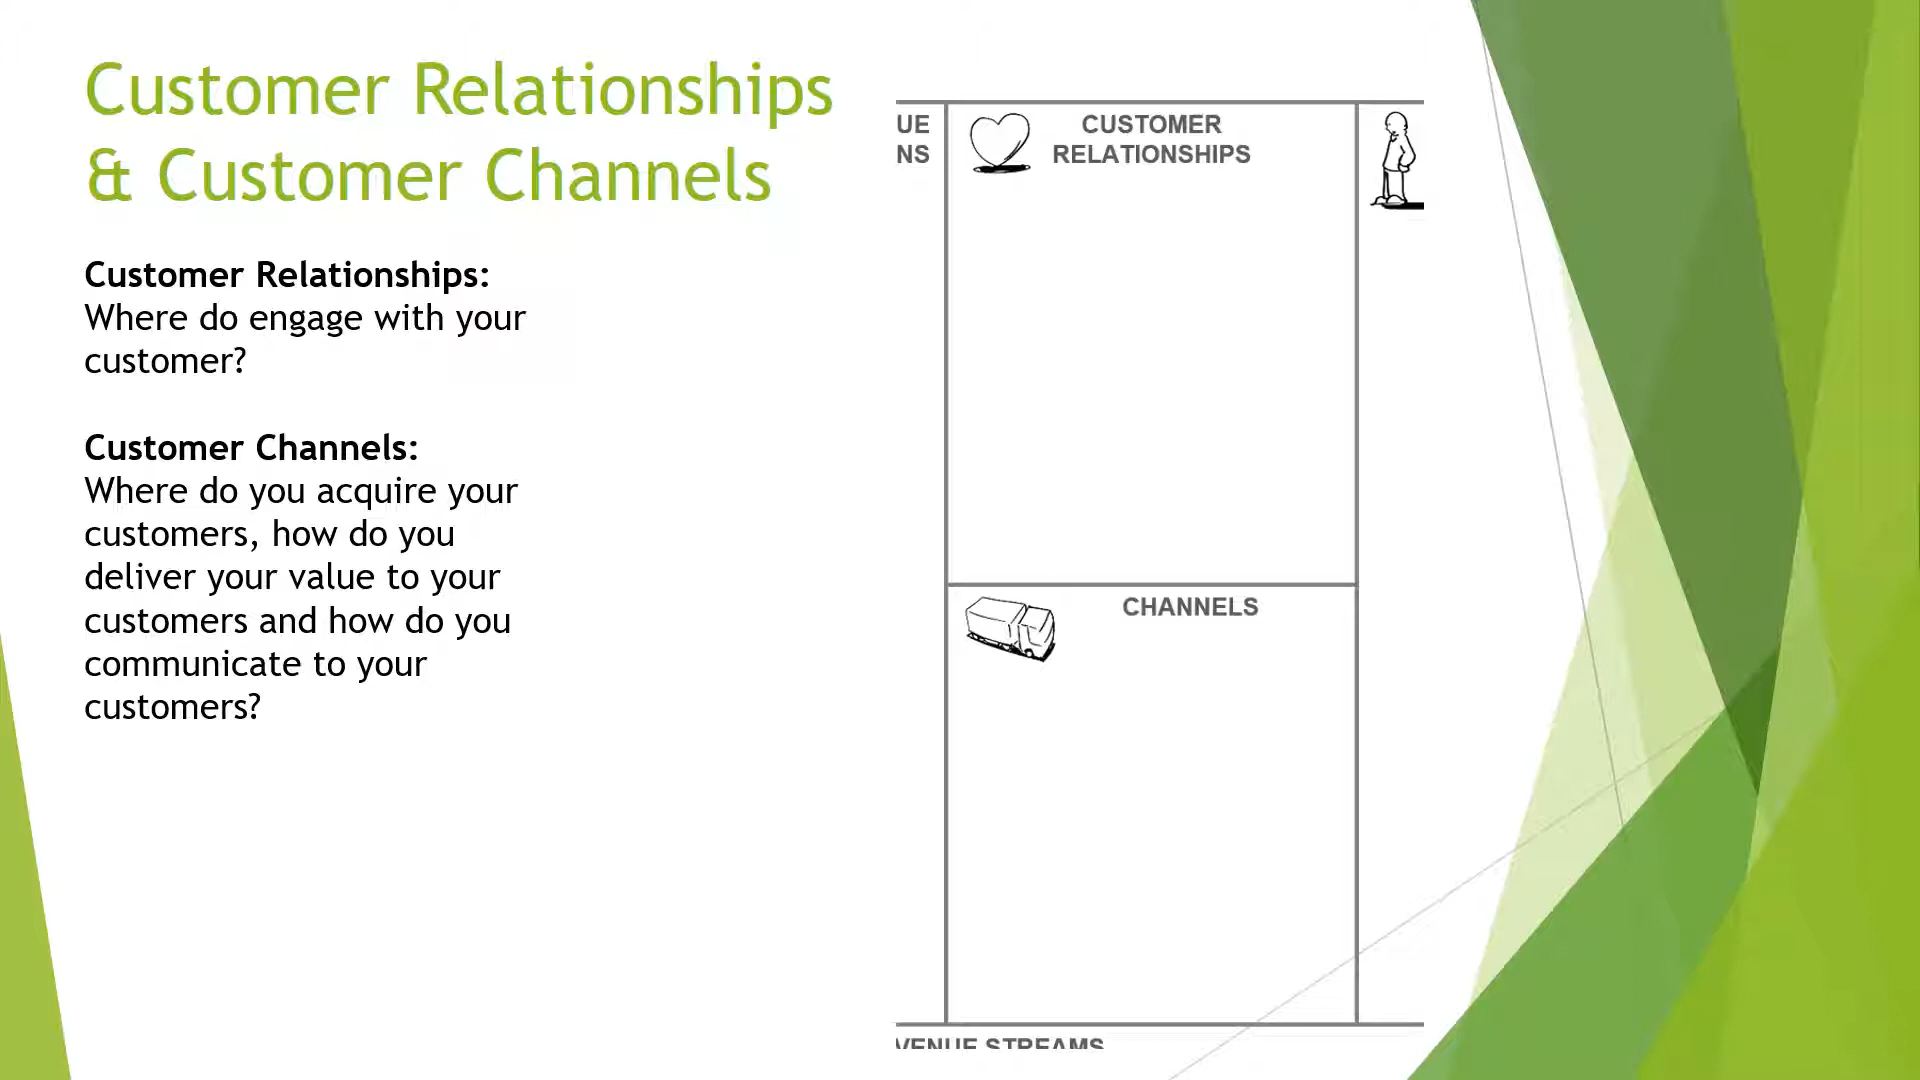 Customer Relationships
& Customer Channels
Customer Relationships:
Where do engage with your
customer?
Customer Channels:
Where do you acquire your
customers, how do you
deliver your value to your
customers and how do you
communicate to your
customers?
UE
NS
CUSTOMER
RELATIONSHIPS
CHANNELS
VENUE STREAMS